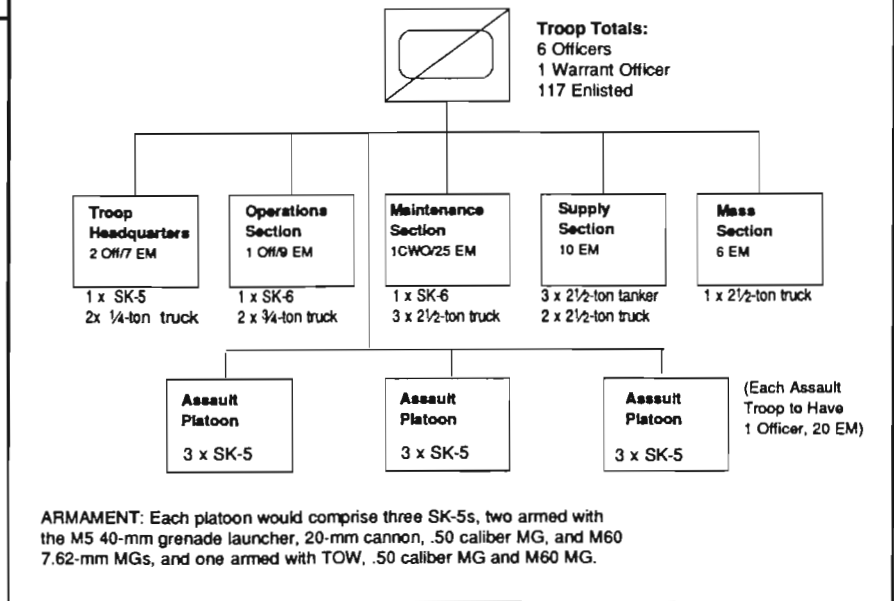 Troop Totals:
6 Officers
1 Warrant Officer
117 Enlisted
Troop
Headquarters
2 Off/7 EM
1 x SK-5
2x ¼-ton truck
Operations
Section
1 Off/9 EM
1 x SK-6
2 x ¾-ton truck
Maintenance
Section
1CWO/25 EM
1 x SK-6
3 x 2½-ton truck
Supply
Section
10 EM
3 x 2½-ton tanker
2 x 2½-ton truck
Mess
Section
6 EM
1 x 2½-ton truck
Assault
Platoon
3 x SK-5
Assault
Platoon
3 x SK-5
Assault
Platoon
3 x SK-5
(Each Assault
Troop to Have
1 Officer, 20 EM)
ARMAMENT: Each platoon would comprise three SK-5s, two armed with
the M5 40-mm grenade launcher, 20-mm cannon, .50 caliber MG, and M60
7.62-mm MGs, and one armed with TOW, .50 caliber MG and M60 MG.